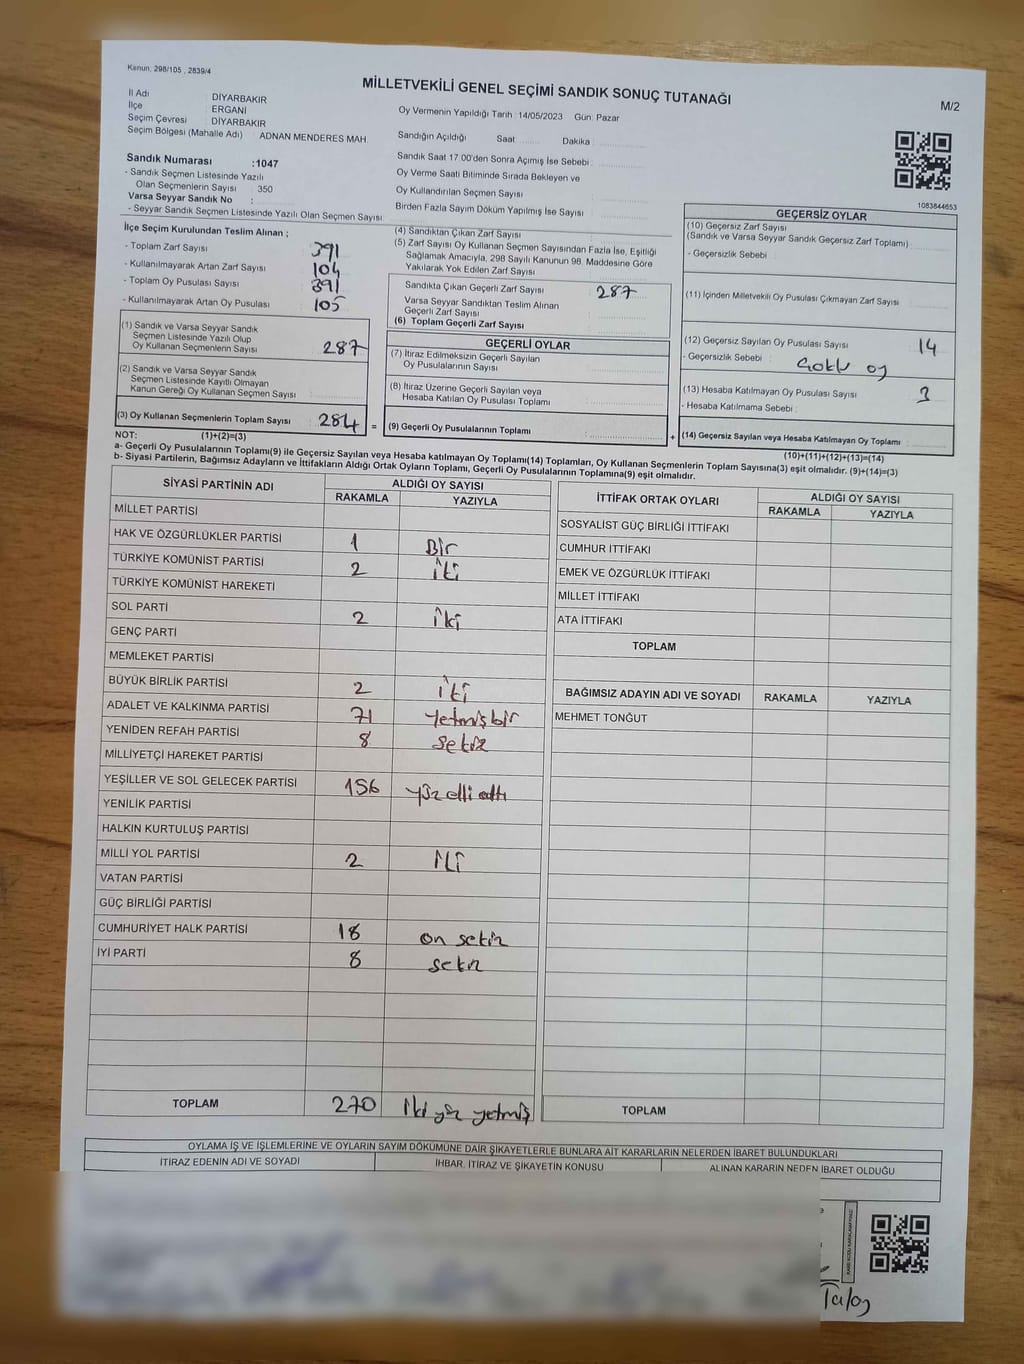 Kanun: 298/105 , 2839/4
MİLLETVEKİLİ GENEL SEÇİMİ SANDIK SONUÇ TUTANAĞI
M/2
İl Adı DİYARBAKIR
İlçe ERGANİ
Seçim Çevresi DİYARBAKIR
Seçim Bölgesi (Mahalle Adı) : ADNAN MENDERES MAH.
Oy Vermenin Yapıldığı Tarih :14/05/2023 Gün: Pazar
Sandığın Açıldığı Saat Dakika :
Sandık Saat 17:00'den Sonra Açımış İse Sebebi :
Oy Verme Saati Bitiminde Sırada Bekleyen ve
Oy Kullandırılan Seçmen Sayısı
Birden Fazla Sayım Döküm Yapılmış İse Sayısı
Sandık Numarası :1047
- Sandık Seçmen Listesinde Yazılı
Olan Seçmenlerin Sayısı 350
Varsa Seyyar Sandık No :
- Seyyar Sandık Seçmen Listesinde Yazılı Olan Seçmen Sayısı:
1083844653
İlçe Seçim Kurulundan Teslim Alınan ;
- Toplam Zarf Sayısı 391
- Kullanılmayarak Artan Zarf Sayısı 104
- Toplam Oy Pusulası Sayısı 391
- Kullanılmayarak Artan Oy Pusulası 105
(1) Sandık ve Varsa Seyyar Sandık
Seçmen Listesinde Yazılı Olup
Oy Kullanan Seçmenlerin Sayısı 287
(2) Sandık ve Varsa Seyyar Sandık
Seçmen Listesinde Kayıtlı Olmayan
Kanun Gereği Oy Kullanan Seçmen Sayısı :
(3) Oy Kullanan Seçmenlerin Toplam Sayısı : 284 =
(4) Sandıktan Çıkan Zarf Sayısı
(5) Zarf Sayısı Oy Kullanan Seçmen Sayısından Fazla İse, Eşitliği
Sağlamak Amacıyla, 298 Sayılı Kanunun 98. Maddesine Göre
Yakılarak Yok Edilen Zarf Sayısı
Sandıkta Çıkan Geçerli Zarf Sayısı : 287
Varsa Seyyar Sandıktan Teslim Alınan
Geçerli Zarf Sayısı
(6) Toplam Geçerli Zarf Sayısı
GEÇERLİ OYLAR
(7) İtiraz Edilmeksizin Geçerli Sayılan
Oy Pusulalarının Sayısı
(8) İtiraz Üzerine Geçerli Sayılan veya
Hesaba Katılan Oy Pusulası Toplamı
(9) Geçerli Oy Pusulalarının Toplamı : +
GEÇERSİZ OYLAR
(10) Geçersiz Zarf Sayısı
(Sandık ve Varsa Seyyar Sandık Geçersiz Zarf Toplamı) :
- Geçersizlik Sebebi :
(11) İçinden Milletvekili Oy Pusulası Çıkmayan Zarf Sayısı
(12) Geçersiz Sayılan Oy Pusulası Sayısı 14
- Geçersizlik Sebebi : oy
(13) Hesaba Katılmayan Oy Pusulası Sayısı 3
- Hesaba Katılmama Sebebi :
(14) Geçersiz Sayılan veya Hesaba Katılmayan Oy Toplamı :
NOT: (1)+(2)=(3)
(10)+(11)+(12)+(13)=(14)
a- Geçerli Oy Pusulalarının Toplamı(9) ile Geçersiz Sayılan veya Hesaba katılmayan Oy Toplamı(14) Toplamları, Oy Kullanan Seçmenlerin Toplam Sayısına(3) eşit olmalıdır. (9)+(14)=(3)
b- Siyasi Partilerin, Bağımsız Adayların ve İttifakların Aldığı Ortak Oyların Toplamı, Geçerli Oy Pusulalarının Toplamına(9) eşit olmalıdır.
SİYASİ PARTİNİN ADI ALDIĞI OY SAYISI
RAKAMLA YAZIYLA
MİLLET PARTİSİ
HAK VE ÖZGÜRLÜKLER PARTİSİ 1 Bir
TÜRKİYE KOMÜNİST PARTİSİ 2 iki
TÜRKİYE KOMÜNİST HAREKETİ
SOL PARTİ 2 iki
GENÇ PARTİ
MEMLEKET PARTİSİ
BÜYÜK BİRLİK PARTİSİ 2 iki
ADALET VE KALKINMA PARTİSİ 71 Yetmiş bir
YENİDEN REFAH PARTİSİ 8 sekiz
MİLLİYETÇİ HAREKET PARTİSİ
YEŞİLLER VE SOL GELECEK PARTİSİ 156 yüz elli altı
YENİLİK PARTİSİ
HALKIN KURTULUŞ PARTİSİ
MİLLİ YOL PARTİSİ 2 iki
VATAN PARTİSİ
GÜÇ BİRLİĞİ PARTİSİ
CUMHURİYET HALK PARTİSİ 18 on sekiz
İYİ PARTİ 8 sekiz
TOPLAM 270 iki yüz yetmiş
İTTİFAK ORTAK OYLARI ALDIĞI OY SAYISI
RAKAMLA YAZIYLA
SOSYALİST GÜÇ BİRLİĞİ İTTİFAKI
CUMHUR İTTİFAKI
EMEK VE ÖZGÜRLÜK İTTİFAKI
MİLLET İTTİFAKI
ATA İTTİFAKI
TOPLAM
BAĞIMSIZ ADAYIN ADI VE SOYADI RAKAMLA YAZIYLA
MEHMET TONĞUT
TOPLAM
OYLAMA İŞ VE İŞLEMLERİNE VE OYLARIN SAYIM DÖKÜMÜNE DAİR ŞİKAYETLERLE BUNLARA AİT KARARLARIN NELERDEN İBARET BULUNDUKLARI
İTİRAZ EDENİN ADI VE SOYADI İHBAR, İTİRAZ VE ŞİKAYETİN KONUSU ALINAN KARARIN NEDEN İBARET OLDUĞU